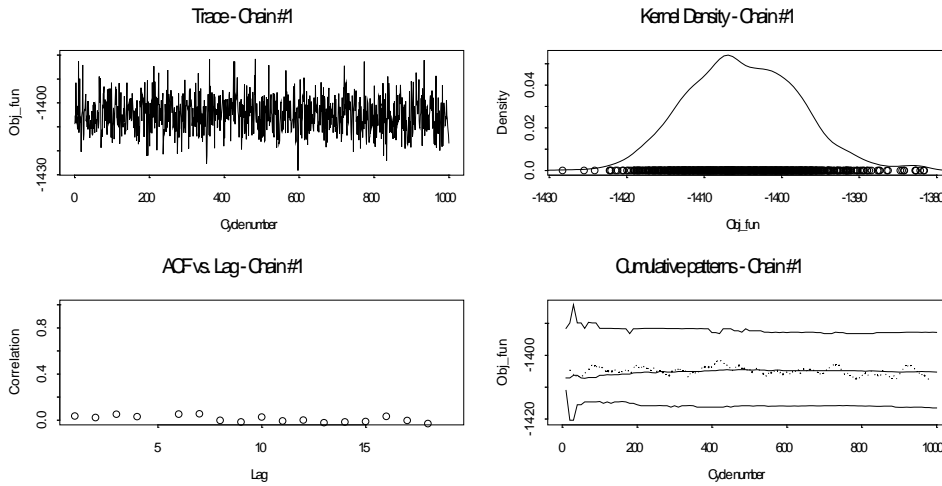 Trace - Chain #1
Obj_fun
-1400
-1430
0 200 400 600 800 1000
Cycle number
Kernel Density - Chain #1
Density
0.04
0.02
0.0
-1430 -1420 -1410 -1400 -1390 -1380
Obj_fun
ACF vs. Lag - Chain #1
Correlation
0.8
0.4
0.0
5 10 15
Lag
Cumulative patterns - Chain #1
Obj_fun
-1400
-1420
0 200 400 600 800 1000
Cycle number